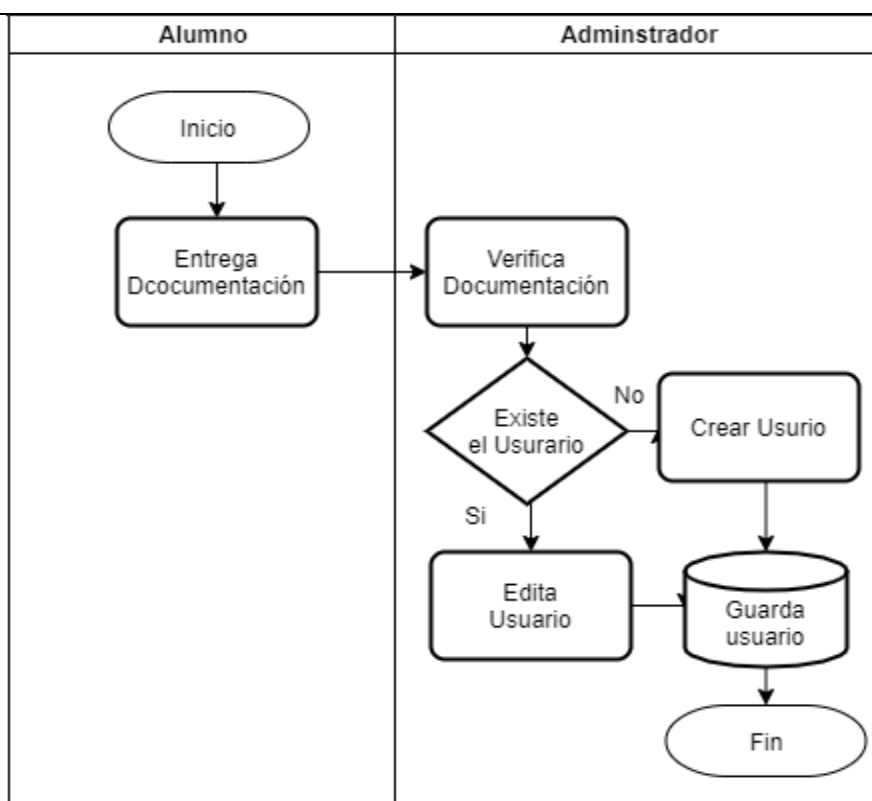 Alumno
Adminstrador
Inicio
Entrega
Dcocumentación
Verifica
Documentación
Existe
el Usurario
No
Crear Usurio
Si
Edita
Usuario
Guarda
usuario
Fin